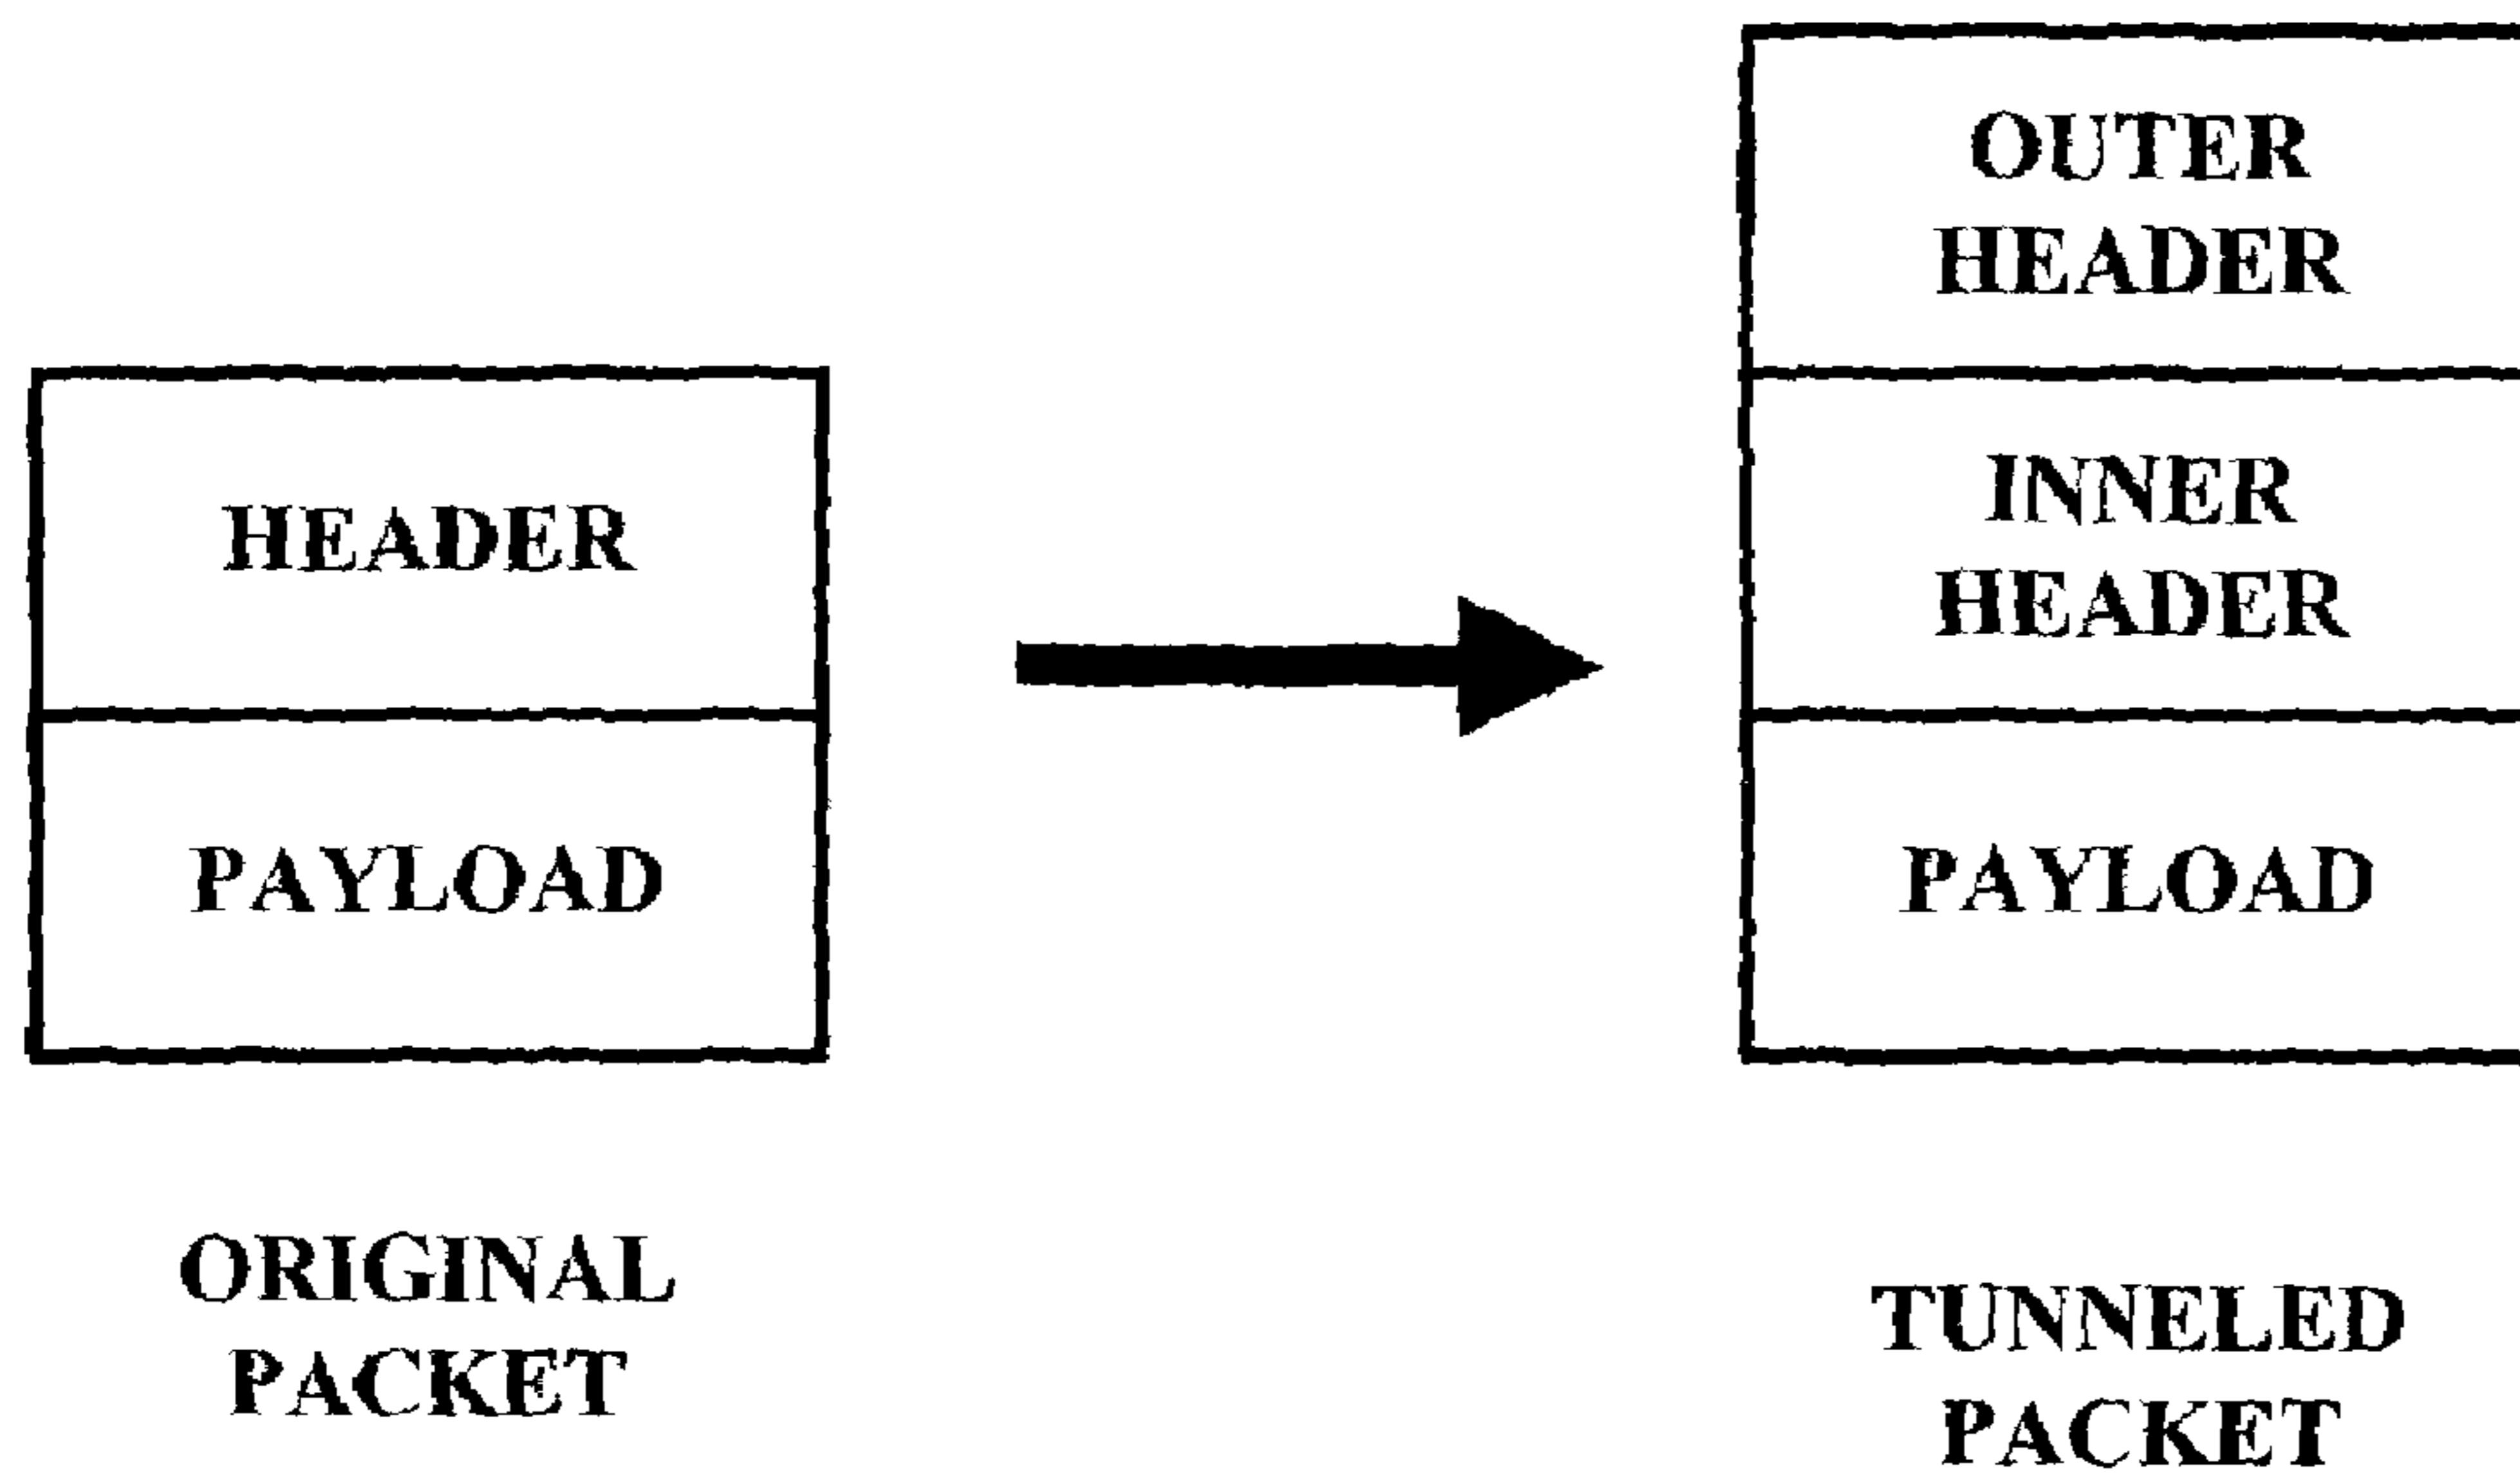 HEADER
PAYLOAD
ORIGINAL
PACKET
OUTER
HEADER
INNER
HEADER
PAYLOAD
TUNNELED
PACKET